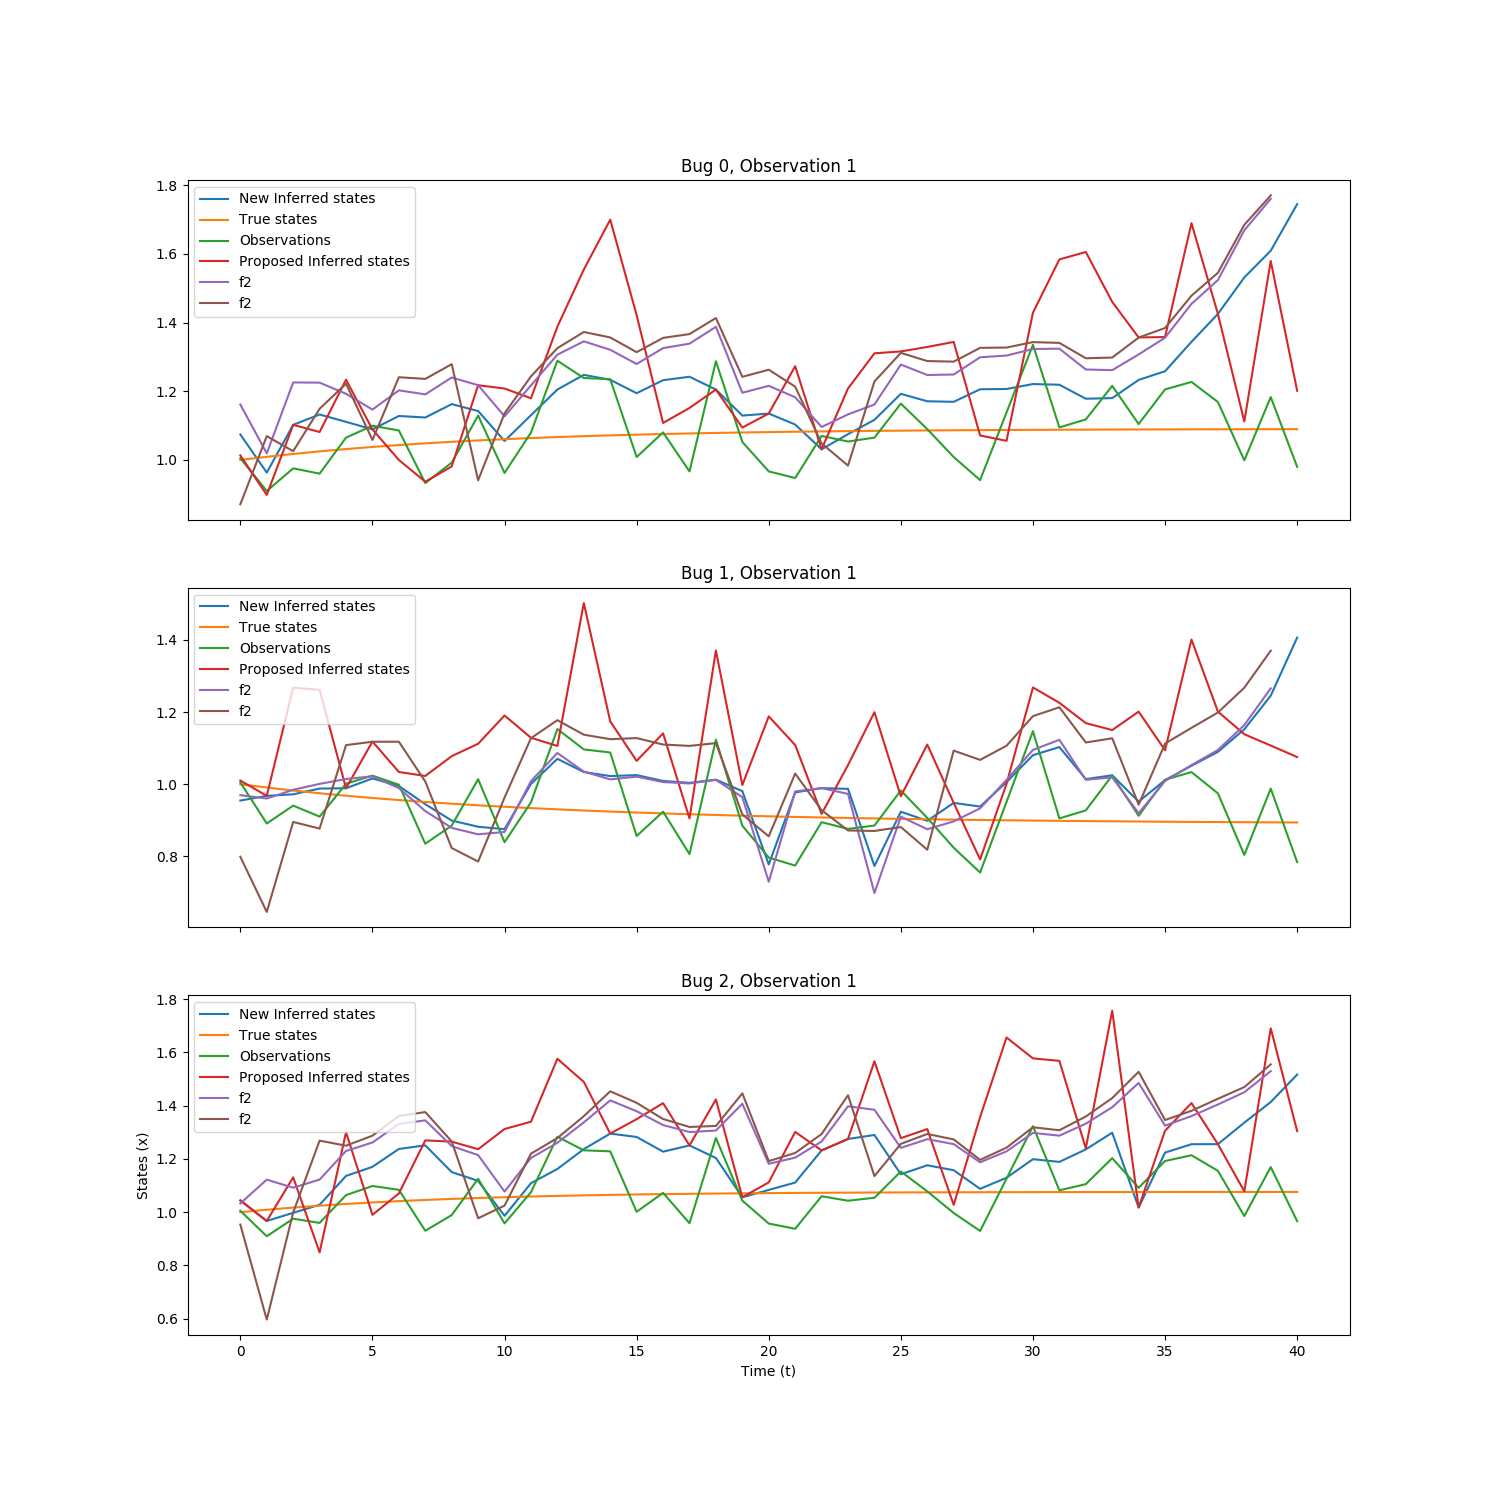 Bug 0, Observation 1
1.8
1.6
1.4
1.2
1.0
New Inferred states
True states
Observations
Proposed Inferred states
f2
f2
Bug 1, Observation 1
1.4
1.2
1.0
0.8
New Inferred states
True states
Observations
Proposed Inferred states
f2
f2
Bug 2, Observation 1
1.8
1.6
1.4
1.2
1.0
0.8
0.6
States (x)
New Inferred states
True states
Observations
Proposed Inferred states
f2
f2
0 5 10 15 20 25 30 35 40
Time (t)